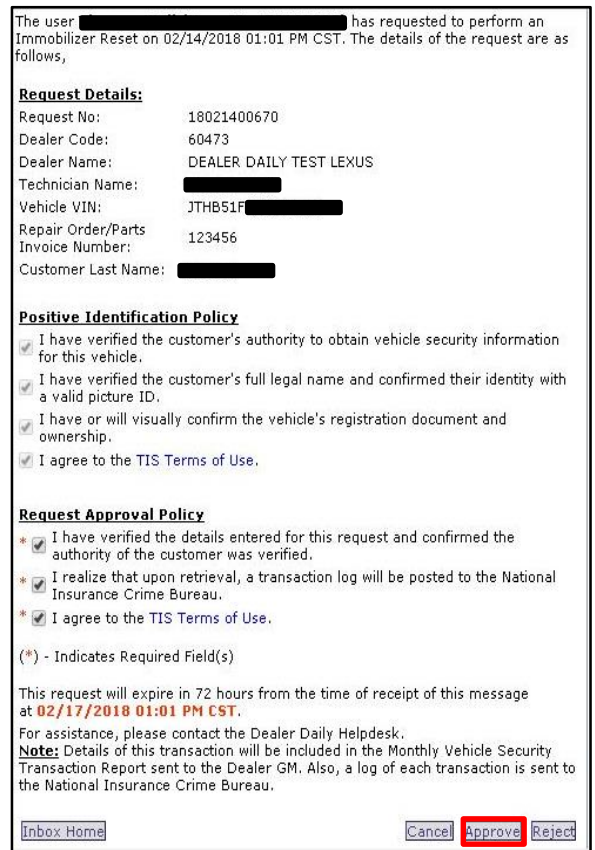 The user has requested to perform an
Immobilizer Reset on 02/14/2018 01:01 PM CST. The details of the request are as
follows,
Request Details:
Request No: 18021400670
Dealer Code: 60473
Dealer Name: DEALER DAILY TEST LEXUS
Technician Name:
Vehicle VIN: JTHB51F
Repair Order/Parts
Invoice Number: 123456
Customer Last Name:
Positive Identification Policy
I have verified the customer's authority to obtain vehicle security information
for this vehicle.
I have verified the customer's full legal name and confirmed their identity with
a valid picture ID.
I have or will visually confirm the vehicle's registration document and
ownership.
I agree to the TIS Terms of Use.
Request Approval Policy
* I have verified the details entered for this request and confirmed the
authority of the customer was verified.
* I realize that upon retrieval, a transaction log will be posted to the National
Insurance Crime Bureau.
* I agree to the TIS Terms of Use.
(*) - Indicates Required Field(s)
This request will expire in 72 hours from the time of receipt of this message
at 02/17/2018 01:01 PM CST.
For assistance, please contact the Dealer Daily Helpdesk.
Note: Details of this transaction will be included in the Monthly Vehicle Security
Transaction Report sent to the Dealer GM. Also, a log of each transaction is sent to
the National Insurance Crime Bureau.
Inbox Home Cancel Approve Reject